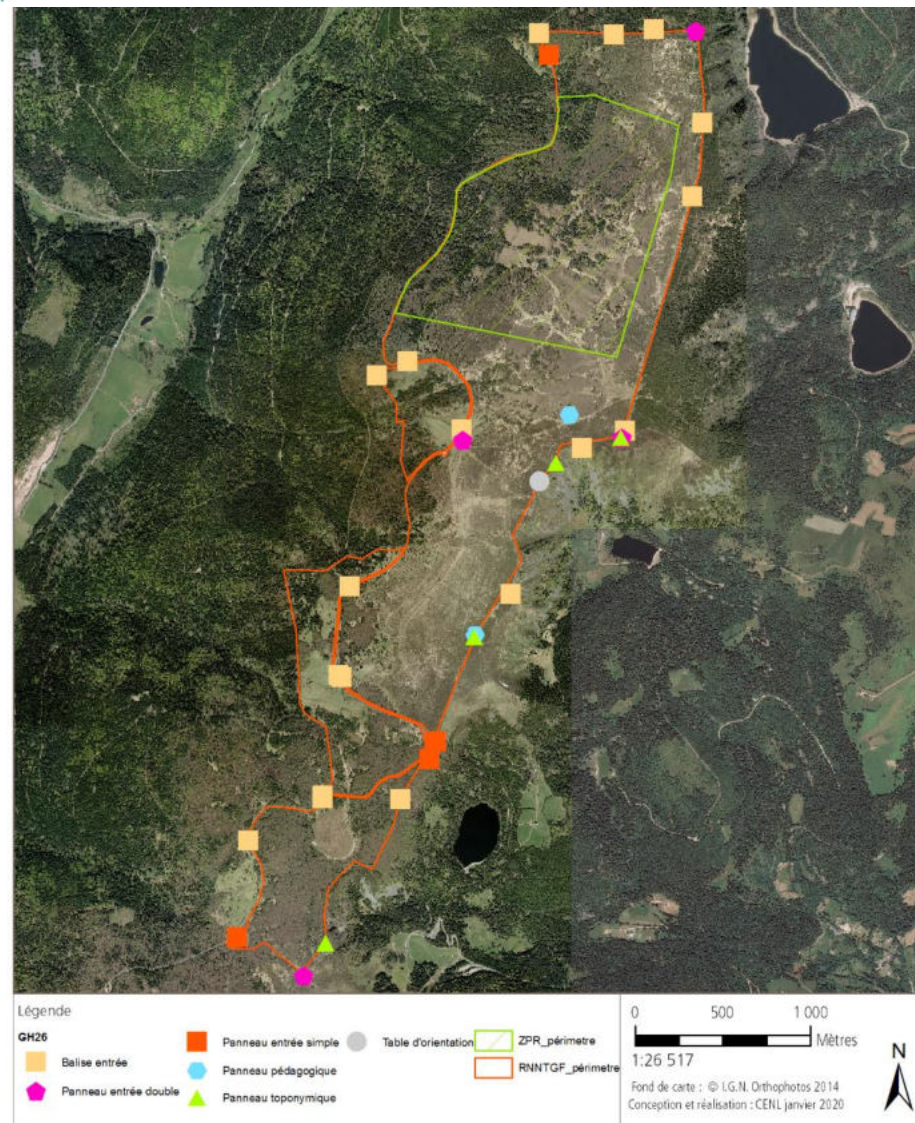 Légende
GH26
Balise entrée
Panneau entrée double
Panneau entrée simple
Panneau pédagogique
Panneau toponymique
Table d'orientation
ZPR_périmetre
RNNTGF_périmetre
0 500 1 000
Mètres
1:26 517
N
Fond de carte : © I.G.N. Orthophotos 2014
Conception et réalisation : CENL janvier 2020